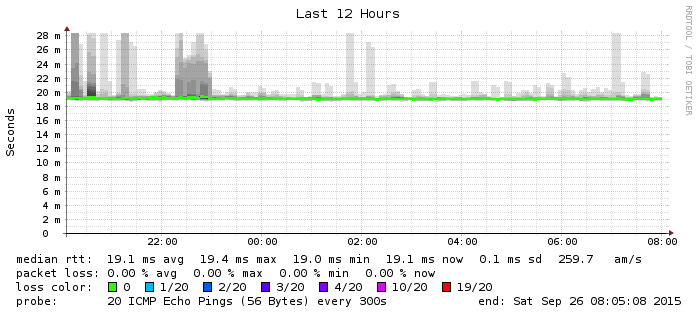 Last 12 Hours
RRDTOOL / TOBI OETIKER
Seconds
28 m
26 m
24 m
22 m
20 m
18 m
16 m
14 m
12 m
10 m
8 m
6 m
4 m
2 m
0
22:00 00:00 02:00 04:00 06:00 08:00
median rtt: 19.1 ms avg 19.4 ms max 19.0 ms min 19.1 ms now 0.1 ms sd 259.7 am/s
packet loss: 0.00 % avg 0.00 % max 0.00 % min 0.00 % now
loss color: 0 1/20 2/20 3/20 4/20 10/20 19/20
probe: 20 ICMP Echo Pings (56 Bytes) every 300s end: Sat Sep 26 08:05:08 2015